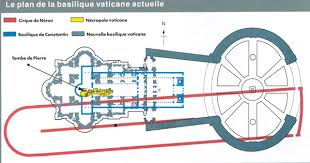 Le plan de la basilique vaticane actuelle
Cirque de Néron
Nécropole vaticane
Basilique de Constantin
Nouvelle basilique vaticane
Tombe de Pierre